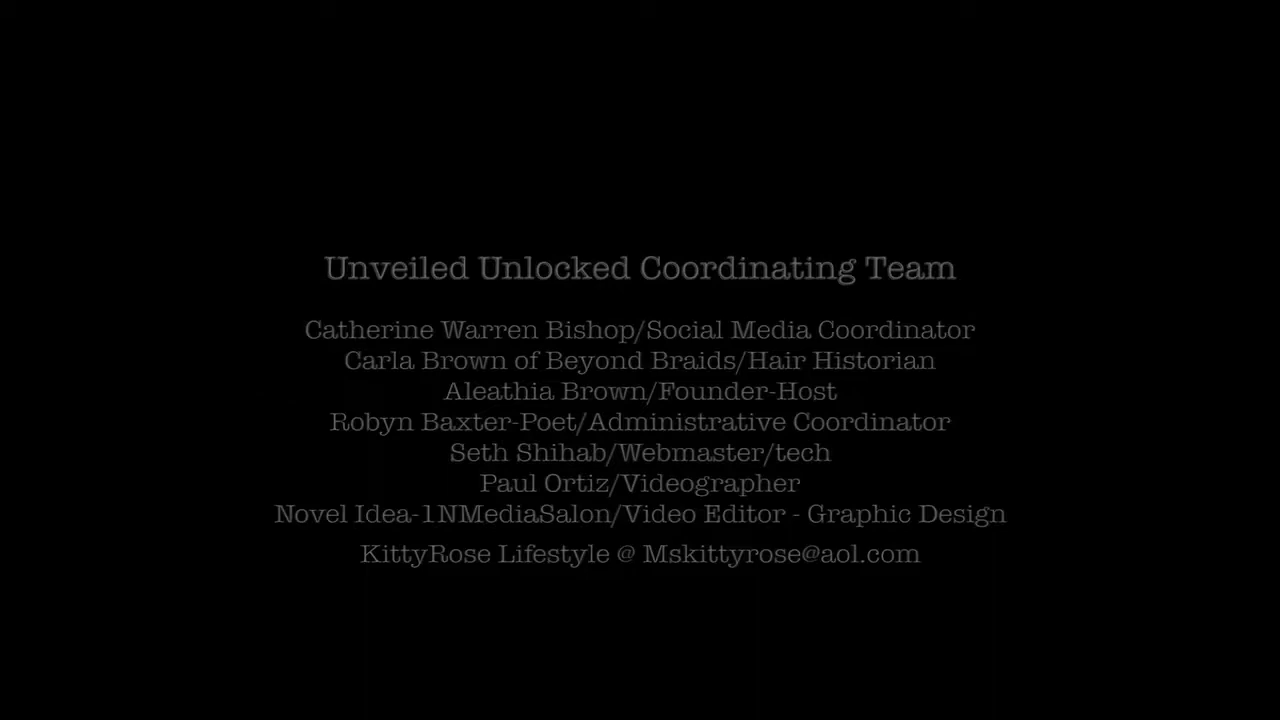 Unveiled Unlocked Coordinating Team
Catherine Warren Bishop/Social Media Coordinator
Carla Brown of Beyond Braids/Hair Historian
Aleathia Brown/Founder-Host
Robyn Baxter-Poet/Administrative Coordinator
Seth Shihab/Webmaster/tech
Paul Ortiz/Videographer
Novel Idea-1NMediaSalon/Video Editor - Graphic Design
KittyRose Lifestyle @ Mskittyrose@aol.com